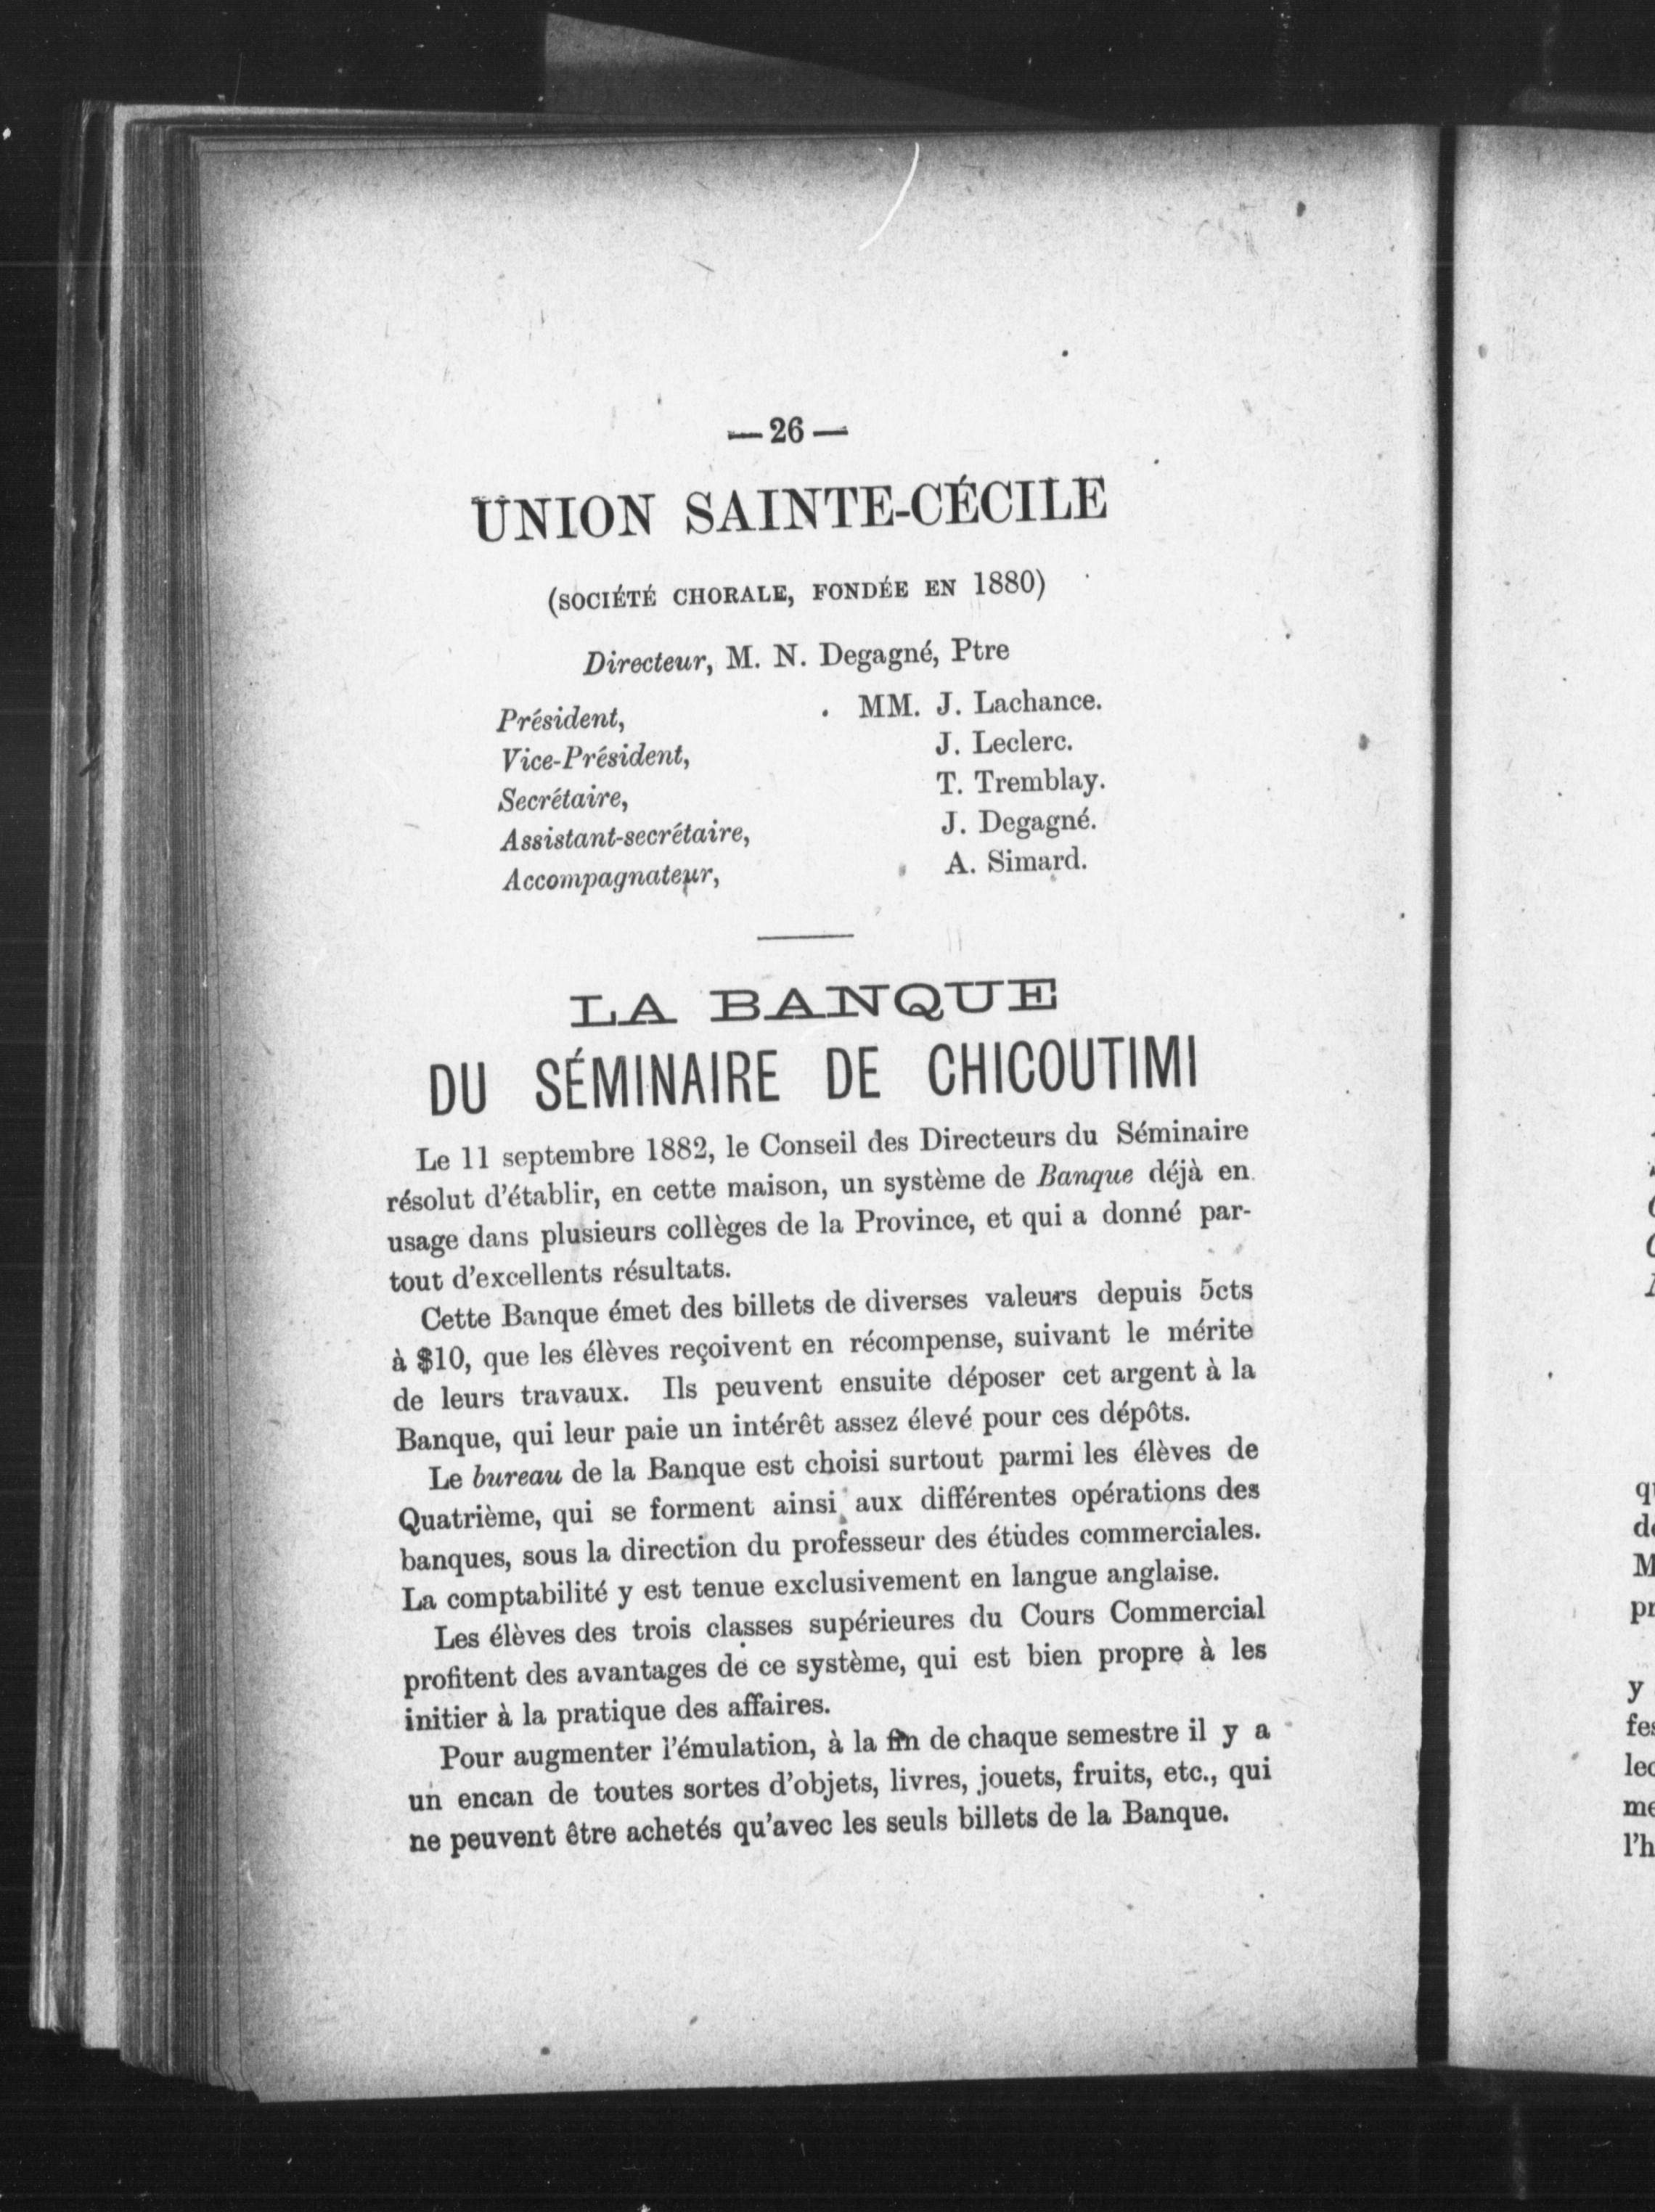 — 26 —
UNION SAINTE-CÉCILE
(SOCIÉTÉ CHORALE, FONDÉE EN 1880)
Directeur, M. N. Degagné, Ptre
Président, MM. J. Lachance.
Vice-Président, J. Leclerc.
Secrétaire, T. Tremblay.
Assistant-secrétaire, J. Degagné.
Accompagnateur, A. Simard.
LA BANQUE
DU SÉMINAIRE DE CHICOUTIMI
Le 11 septembre 1882, le Conseil des Directeurs du Séminaire
résolut d'établir, en cette maison, un système de Banque déjà en
usage dans plusieurs collèges de la Province, et qui a donné par-
tout d'excellents résultats.
Cette Banque émet des billets de diverses valeurs depuis 5cts
à $10, que les élèves reçoivent en récompense, suivant le mérite
de leurs travaux. Ils peuvent ensuite déposer cet argent à la
Banque, qui leur paie un intérêt assez élevé pour ces dépôts.
Le bureau de la Banque est choisi surtout parmi les élèves de
Quatrième, qui se forment ainsi aux différentes opérations des
banques, sous la direction du professeur des études commerciales.
La comptabilité y est tenue exclusivement en langue anglaise.
Les élèves des trois classes supérieures du Cours Commercial
profitent des avantages de ce système, qui est bien propre à les
initier à la pratique des affaires.
Pour augmenter l'émulation, à la fin de chaque semestre il y a
un encan de toutes sortes d'objets, livres, jouets, fruits, etc., qui
ne peuvent être achetés qu'avec les seuls billets de la Banque.